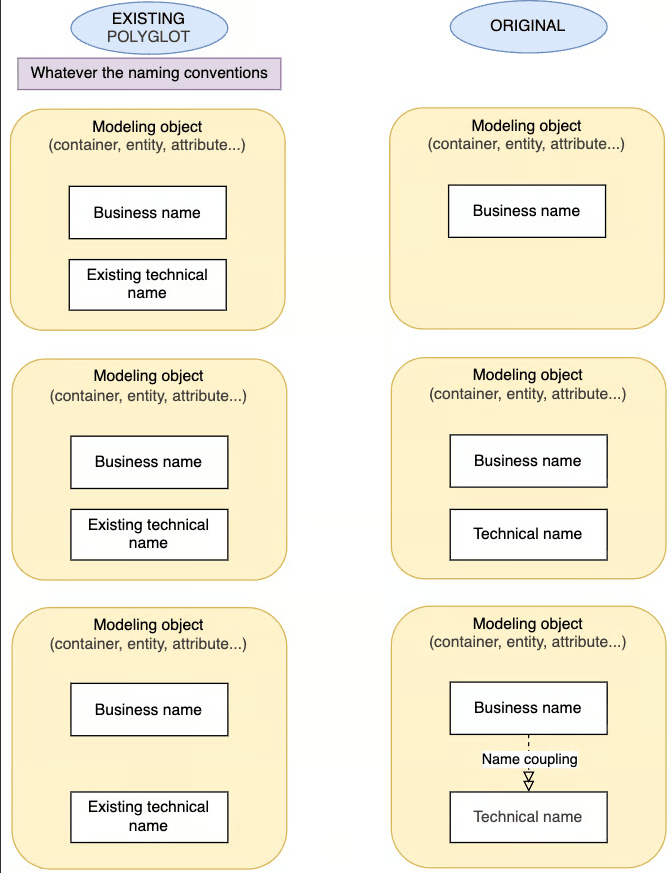 EXISTING
POLYGLOT
Whatever the naming conventions
Modeling object
(container, entity, attribute...)
Business name
Existing technical
name
Modeling object
(container, entity, attribute...)
Business name
Existing technical
name
Modeling object
(container, entity, attribute...)
Business name
Existing technical
name
ORIGINAL
Modeling object
(container, entity, attribute...)
Business name
Modeling object
(container, entity, attribute...)
Business name
Technical name
Modeling object
(container, entity, attribute...)
Business name
Name coupling
Technical name